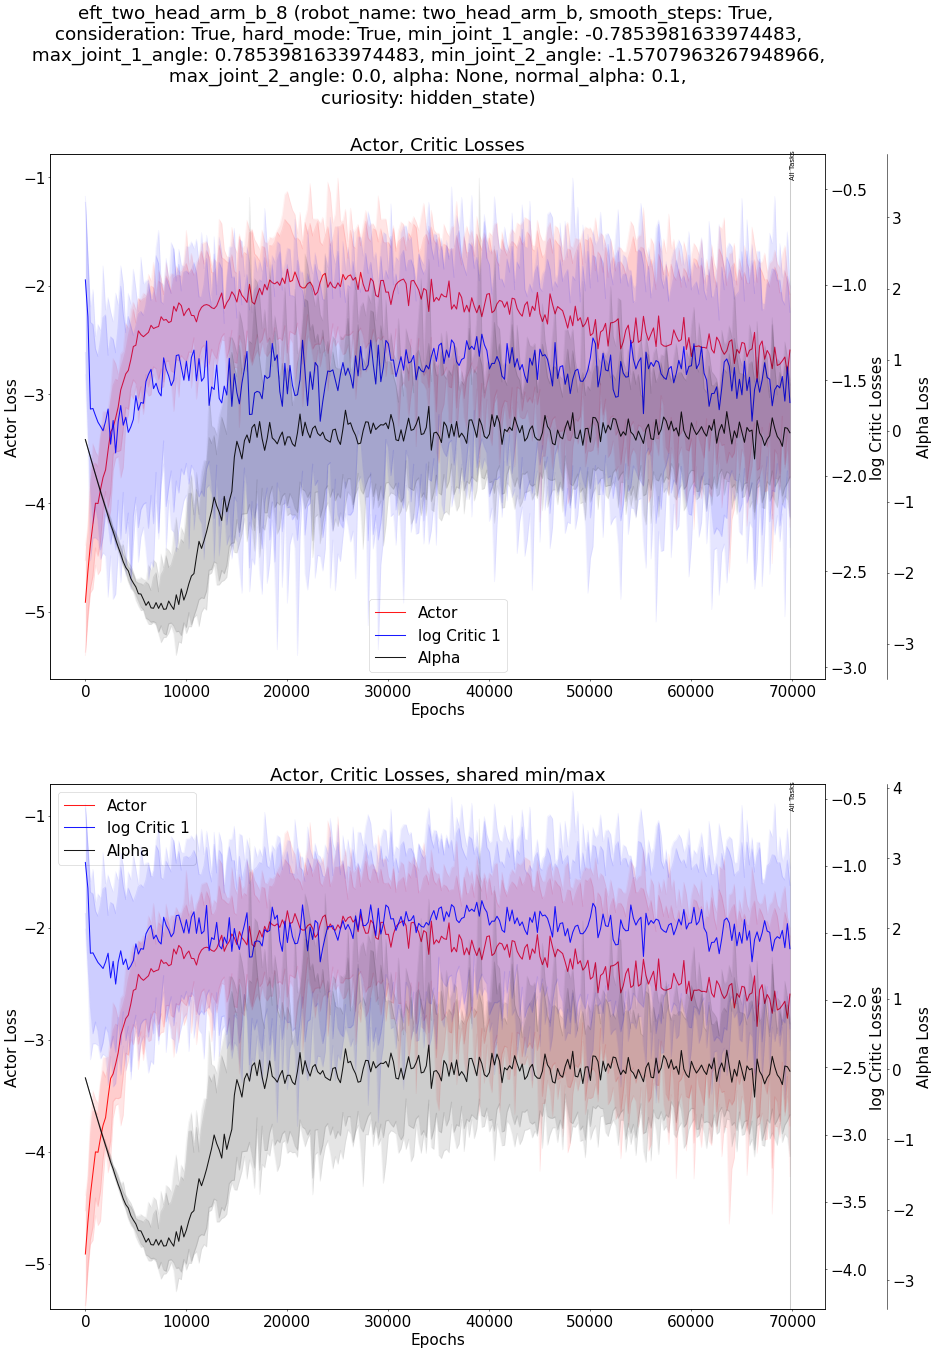 eft_two_head_arm_b_8 (robot_name: two_head_arm_b, smooth_steps: True,
consideration: True, hard_mode: True, min_joint_1_angle: -0.7853981633974483,
max_joint_1_angle: 0.7853981633974483, min_joint_2_angle: -1.5707963267948966,
max_joint_2_angle: 0.0, alpha: None, normal_alpha: 0.1,
curiosity: hidden_state)
Actor, Critic Losses
All Tasks
−1
−2
−3
−4
−5
Actor Loss
−0.5
−1.0
−1.5
−2.0
−2.5
−3.0
log Critic Losses
3
2
1
0
−1
−2
−3
Alpha Loss
Actor
log Critic 1
Alpha
0 10000 20000 30000 40000 50000 60000 70000
Epochs
Actor, Critic Losses, shared min/max
All Tasks
Actor
log Critic 1
Alpha
−1
−2
−3
−4
−5
Actor Loss
−0.5
−1.0
−1.5
−2.0
−2.5
−3.0
−3.5
−4.0
log Critic Losses
4
3
2
1
0
−1
−2
−3
Alpha Loss
0 10000 20000 30000 40000 50000 60000 70000
Epochs